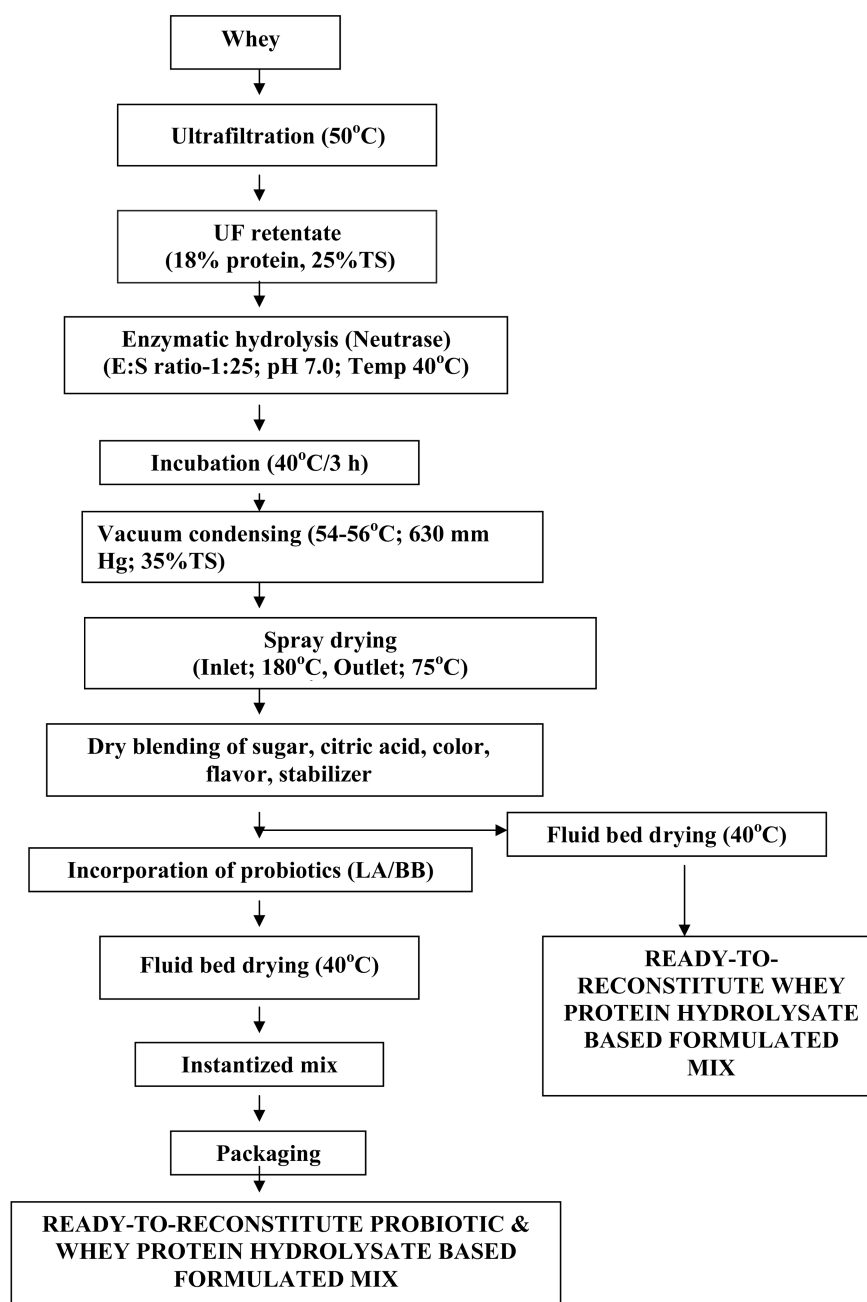 Whey
Ultrafiltration (50°C)
UF retentate
(18% protein, 25%TS)
Enzymatic hydrolysis (Neutrase)
(E:S ratio-1:25; pH 7.0; Temp 40°C)
Incubation (40°C/3 h)
Vacuum condensing (54-56°C; 630 mm
Hg; 35%TS)
Spray drying
(Inlet; 180°C, Outlet; 75°C)
Dry blending of sugar, citric acid, color,
flavor, stabilizer
Fluid bed drying (40°C)
Incorporation of probiotics (LA/BB)
Fluid bed drying (40°C)
READY-TO-
RECONSTITUTE WHEY
PROTEIN HYDROLYSATE
BASED FORMULATED
MIX
Instantized mix
Packaging
READY-TO-RECONSTITUTE PROBIOTIC &
WHEY PROTEIN HYDROLYSATE BASED
FORMULATED MIX